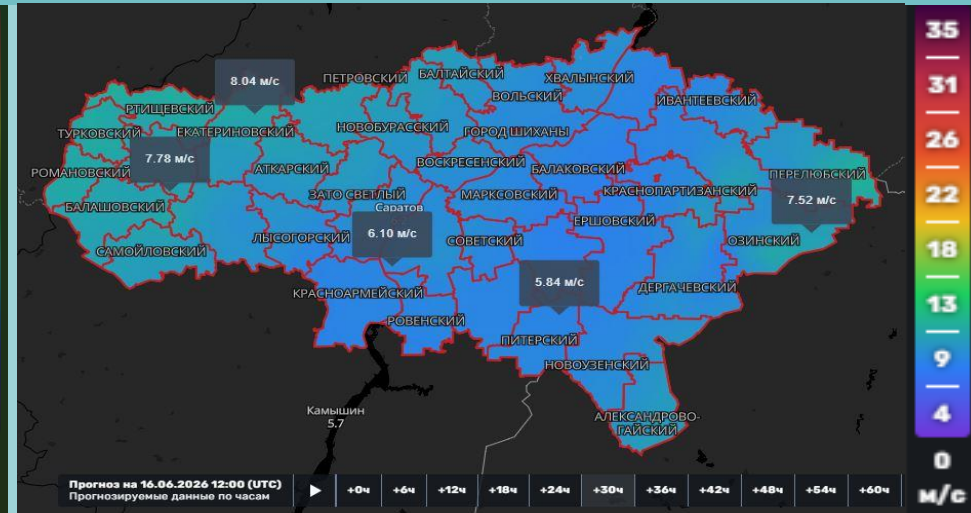 8.04 м/с
ПЕТРОВСКИЙ
БАЛТАЙСКИЙ
ХВАЛЫНСКИЙ
ВОЛЬСКИЙ
ИВАНТЕЕВСКИЙ
РТИЩЕВСКИЙ
ТУРКОВСКИЙ
ЕКАТЕРИНОВСКИЙ
НОВОБУРАССКИЙ
ГОРОД ШИХАНЫ
7.78 м/с
РОМАНОВСКИЙ
АТКАРСКИЙ
ВОСКРЕСЕНСКИЙ
БАЛАКОВСКИЙ
ПЕРЕЛЮБСКИЙ
ЗАТО СВЕТЛЫЙ
МАРКСОВСКИЙ
КРАСНОПАРТИЗАНСКИЙ
7.52 м/с
БАЛАШОВСКИЙ
Саратов
ЕРШОВСКИЙ
6.10 м/с
ЛЫСОГОРСКИЙ
СОВЕТСКИЙ
ОЗИНСКИЙ
САМОЙЛОВСКИЙ
5.84 м/с
ДЕРГАЧЕВСКИЙ
КРАСНОАРМЕЙСКИЙ
РОВЕНСКИЙ
ПИТЕРСКИЙ
НОВОУЗЕНСКИЙ
Камышин
5.7
АЛЕКСАНДРОВО-
ГАЙСКИЙ
Прогноз на 16.06.2026 12:00 (UTC)
Прогнозируемые данные по часам
+0ч +6ч +12ч +18ч +24ч +30ч +36ч +42ч +48ч +54ч +60ч
35
31
26
22
18
13
9
4
0
м/с